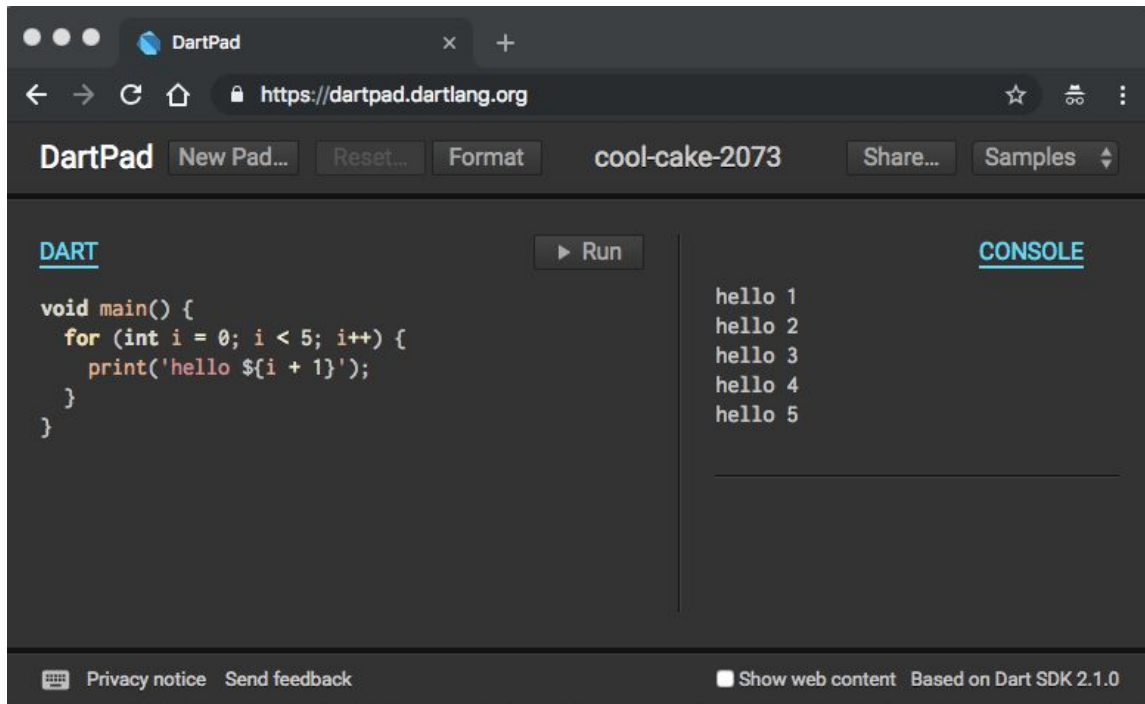 DartPad
https://dartpad.dartlang.org
DartPad New Pad... Reset... Format cool-cake-2073 Share... Samples
DART Run CONSOLE
void main() {
  for (int i = 0; i < 5; i++) {
    print('hello ${i + 1}');
  }
}
hello 1
hello 2
hello 3
hello 4
hello 5
Privacy notice Send feedback Show web content Based on Dart SDK 2.1.0